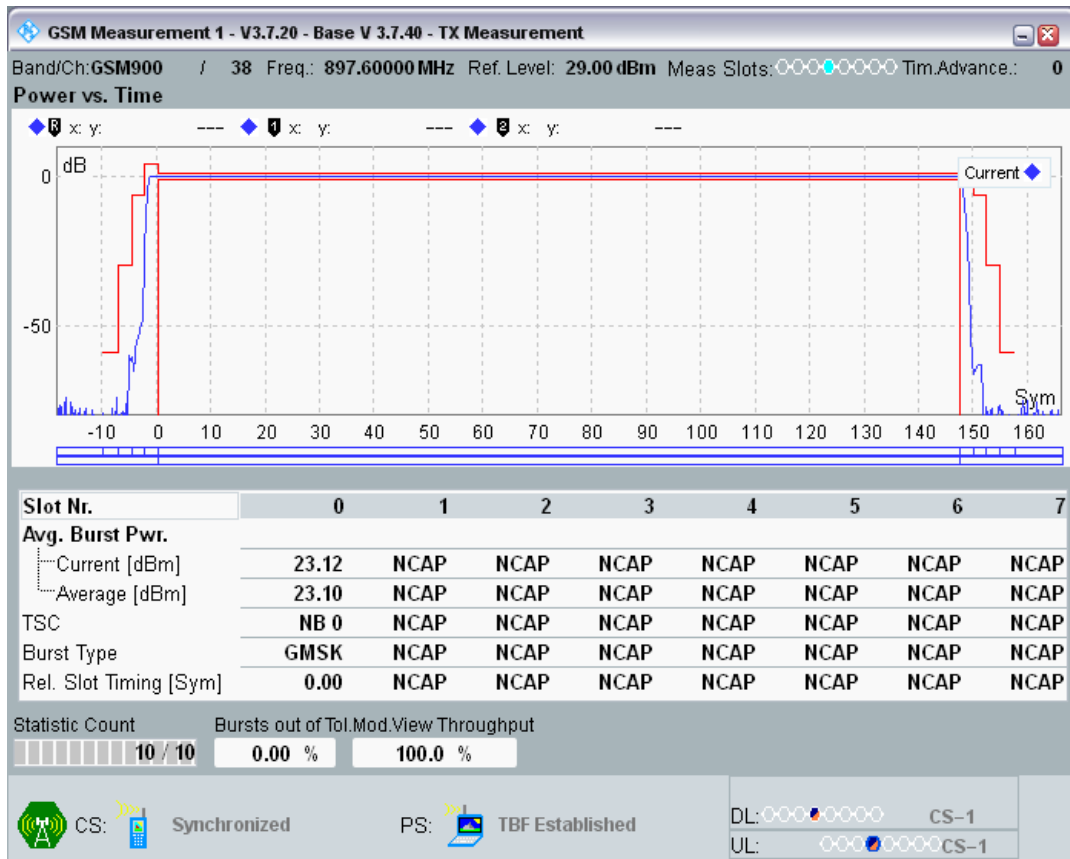 GSM Measurement 1 - V3.7.20 - Base V 3.7.40 - TX Measurement
Band/Ch:GSM900 / 38 Freq.: 897.60000 MHz Ref. Level: 29.00 dBm Meas Slots: Tim.Advance.: 0
Power vs. Time
R x: y: --- 1 x: y: --- 2 x: y: ---
dB
Current
0
-50
Sym
-10 0 10 20 30 40 50 60 70 80 90 100 110 120 130 140 150 160
Slot Nr. 0 1 2 3 4 5 6 7
Avg. Burst Pwr.
Current [dBm] 23.12 NCAP NCAP NCAP NCAP NCAP NCAP NCAP
Average [dBm] 23.10 NCAP NCAP NCAP NCAP NCAP NCAP NCAP
TSC NB 0 NCAP NCAP NCAP NCAP NCAP NCAP NCAP
Burst Type GMSK NCAP NCAP NCAP NCAP NCAP NCAP NCAP
Rel. Slot Timing [Sym] 0.00 NCAP NCAP NCAP NCAP NCAP NCAP NCAP
Statistic Count Bursts out of Tol.Mod.View Throughput
10 / 10 0.00 % 100.0 %
CS: Synchronized PS: TBF Established
DL: CS-1
UL: CS-1